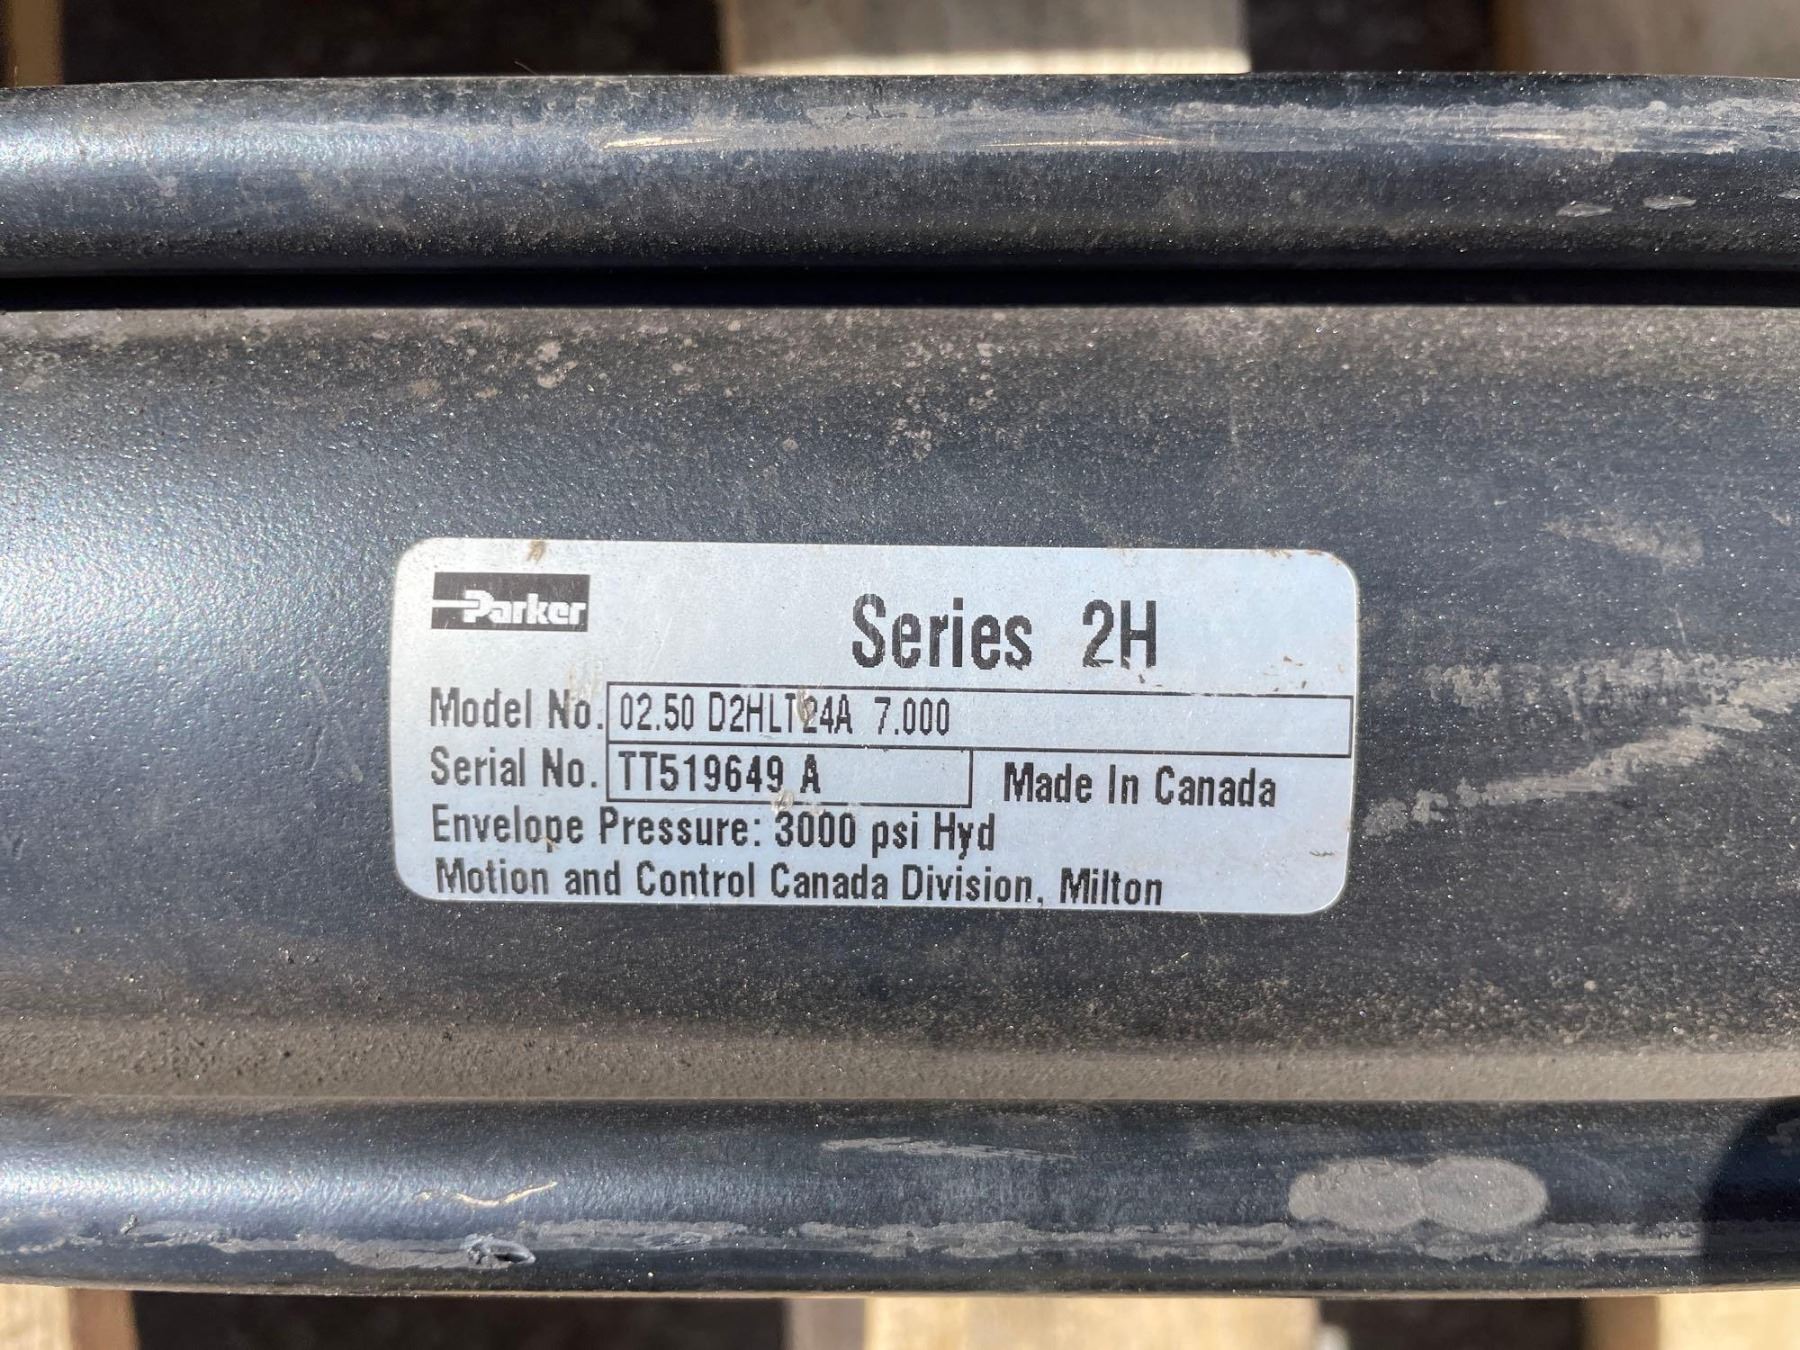 Parker
Series 2H
Model No. 02.50 D2HLT24A 7.000
Serial No. TT519649 A Made In Canada
Envelope Pressure: 3000 psi Hyd
Motion and Control Canada Division, Milton